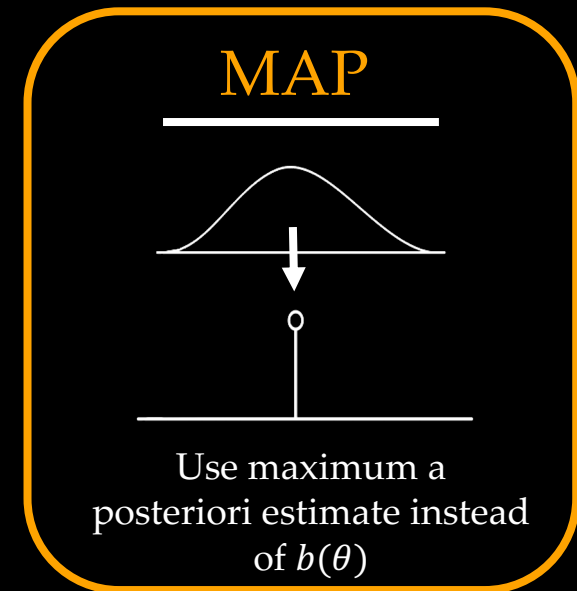 MAP
Use maximum a
posteriori estimate instead
of b(θ)